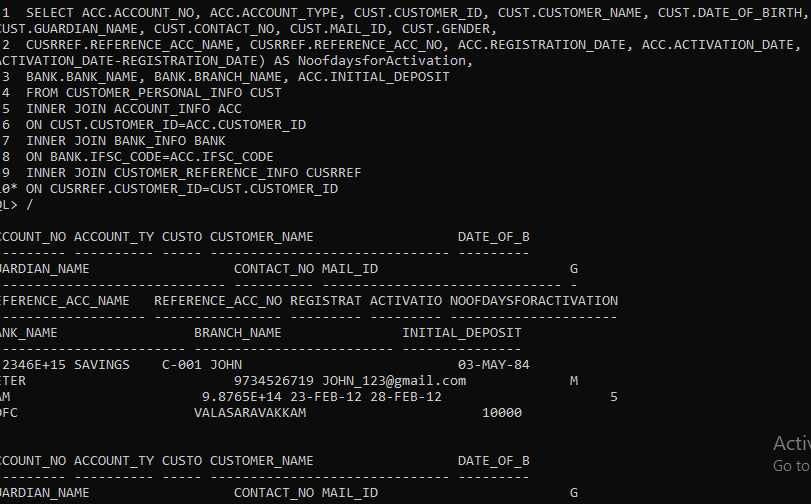 1  SELECT ACC.ACCOUNT_NO, ACC.ACCOUNT_TYPE, CUST.CUSTOMER_ID, CUST.CUSTOMER_NAME, CUST.DATE_OF_BIRTH,
CUST.GUARDIAN_NAME, CUST.CONTACT_NO, CUST.MAIL_ID, CUST.GENDER,
2  CUSRREF.REFERENCE_ACC_NAME, CUSRREF.REFERENCE_ACC_NO, ACC.REGISTRATION_DATE, ACC.ACTIVATION_DATE,
ACTIVATION_DATE-REGISTRATION_DATE) AS NoofdaysforActivation,
3  BANK.BANK_NAME, BANK.BRANCH_NAME, ACC.INITIAL_DEPOSIT
4  FROM CUSTOMER_PERSONAL_INFO CUST
5  INNER JOIN ACCOUNT_INFO ACC
6  ON CUST.CUSTOMER_ID=ACC.CUSTOMER_ID
7  INNER JOIN BANK_INFO BANK
8  ON BANK.IFSC_CODE=ACC.IFSC_CODE
9  INNER JOIN CUSTOMER_REFERENCE_INFO CUSRREF
10* ON CUSRREF.CUSTOMER_ID=CUST.CUSTOMER_ID
QL> /
CCOUNT_NO ACCOUNT_TY CUSTO CUSTOMER_NAME DATE_OF_B
--------- ---------- ----- ------------------------------ ---------
UARDIAN_NAME CONTACT_NO MAIL_ID G
----------------------------- ---------- ------------------------------ -
EFERENCE_ACC_NAME REFERENCE_ACC_NO REGISTRAT ACTIVATIO NOOFDAYSFORACTIVATION
------------------- ---------------- --------- --------- ---------------------
ANK_NAME BRANCH_NAME INITIAL_DEPOSIT
------------------------ ------------------------- ---------------
2346E+15 SAVINGS C-001 JOHN 03-MAY-84
ETER 9734526719 JOHN_123@gmail.com M
AM 9.8765E+14 23-FEB-12 28-FEB-12 5
DFC VALASARAVAKKAM 10000
CCOUNT_NO ACCOUNT_TY CUSTO CUSTOMER_NAME DATE_OF_B
--------- ---------- ----- ------------------------------ ---------
UARDIAN_NAME CONTACT_NO MAIL_ID G
Activ
Go to